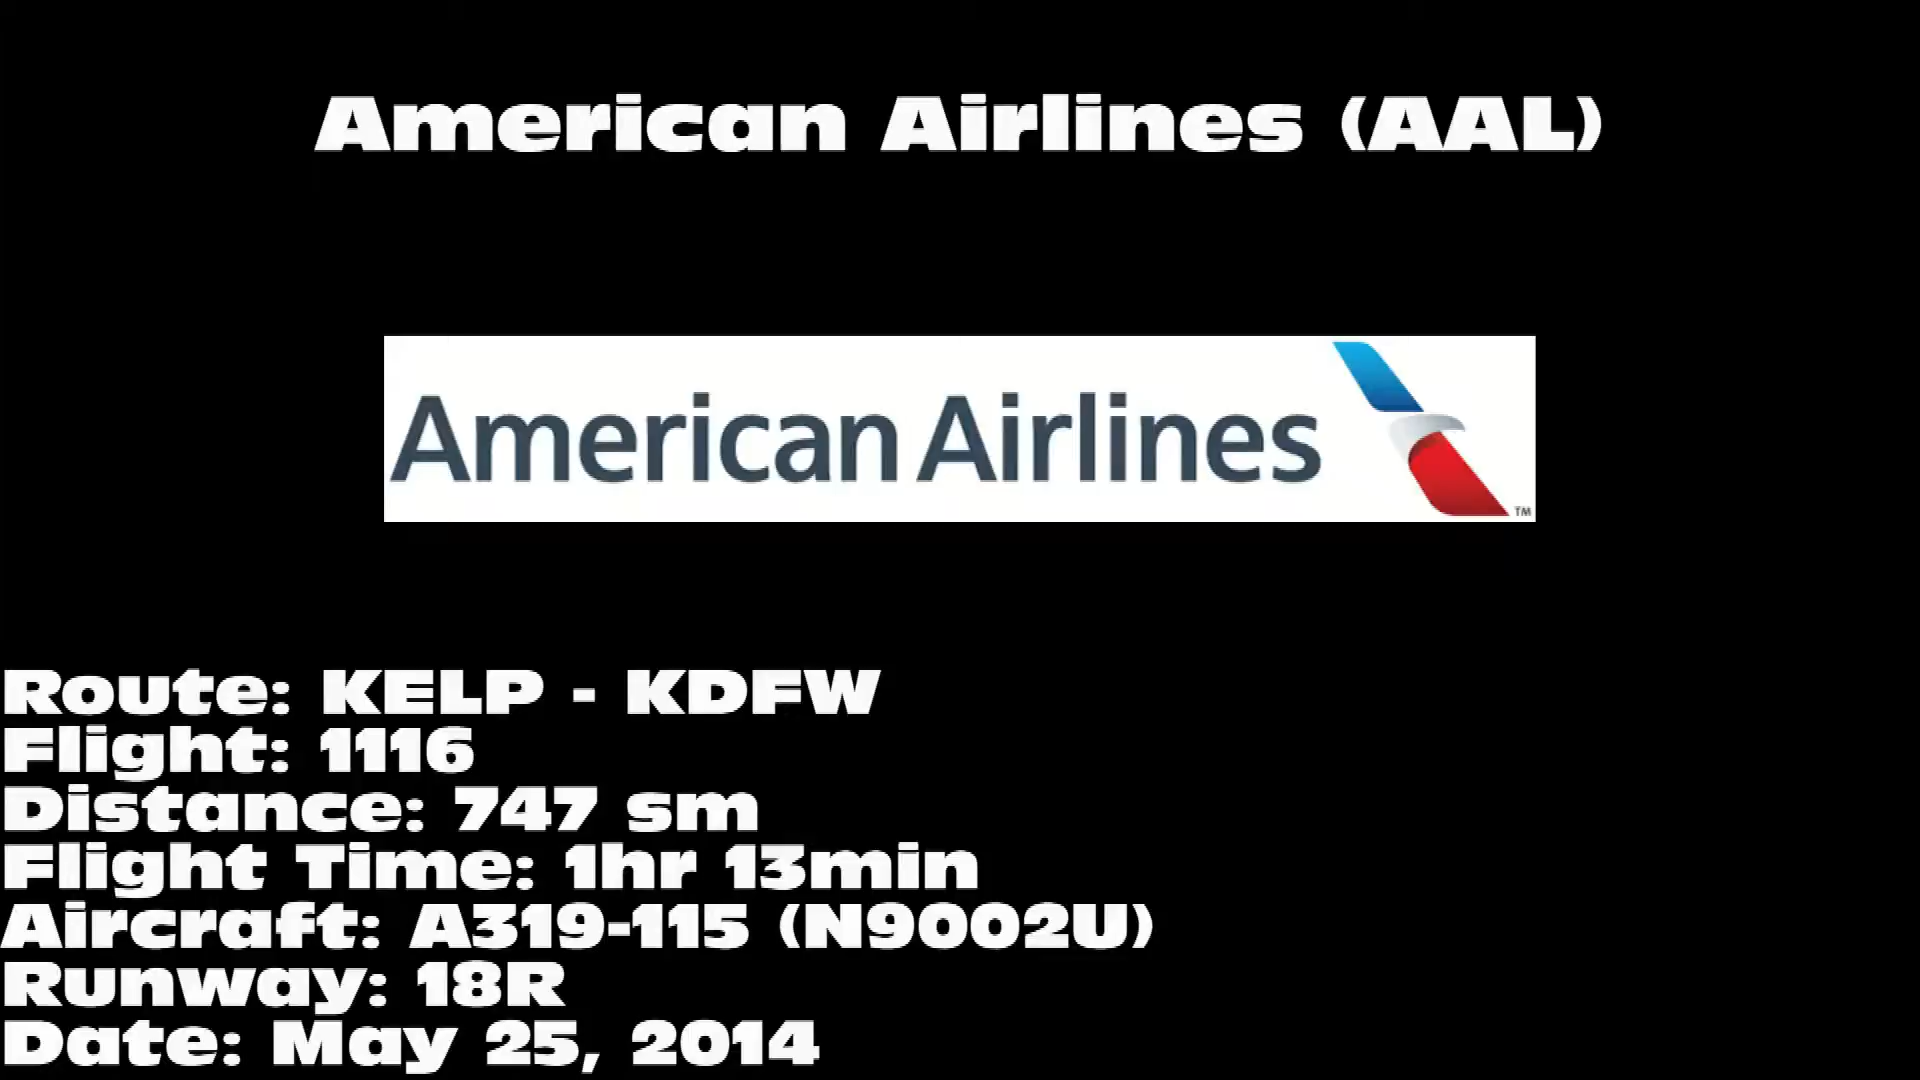 American Airlines (AAL)
American Airlines
TM
Route: KELP - KDFW
Flight: 1116
Distance: 747 sm
Flight Time: 1hr 13min
Aircraft: A319-115 (N9002U)
Runway: 18R
Date: May 25, 2014